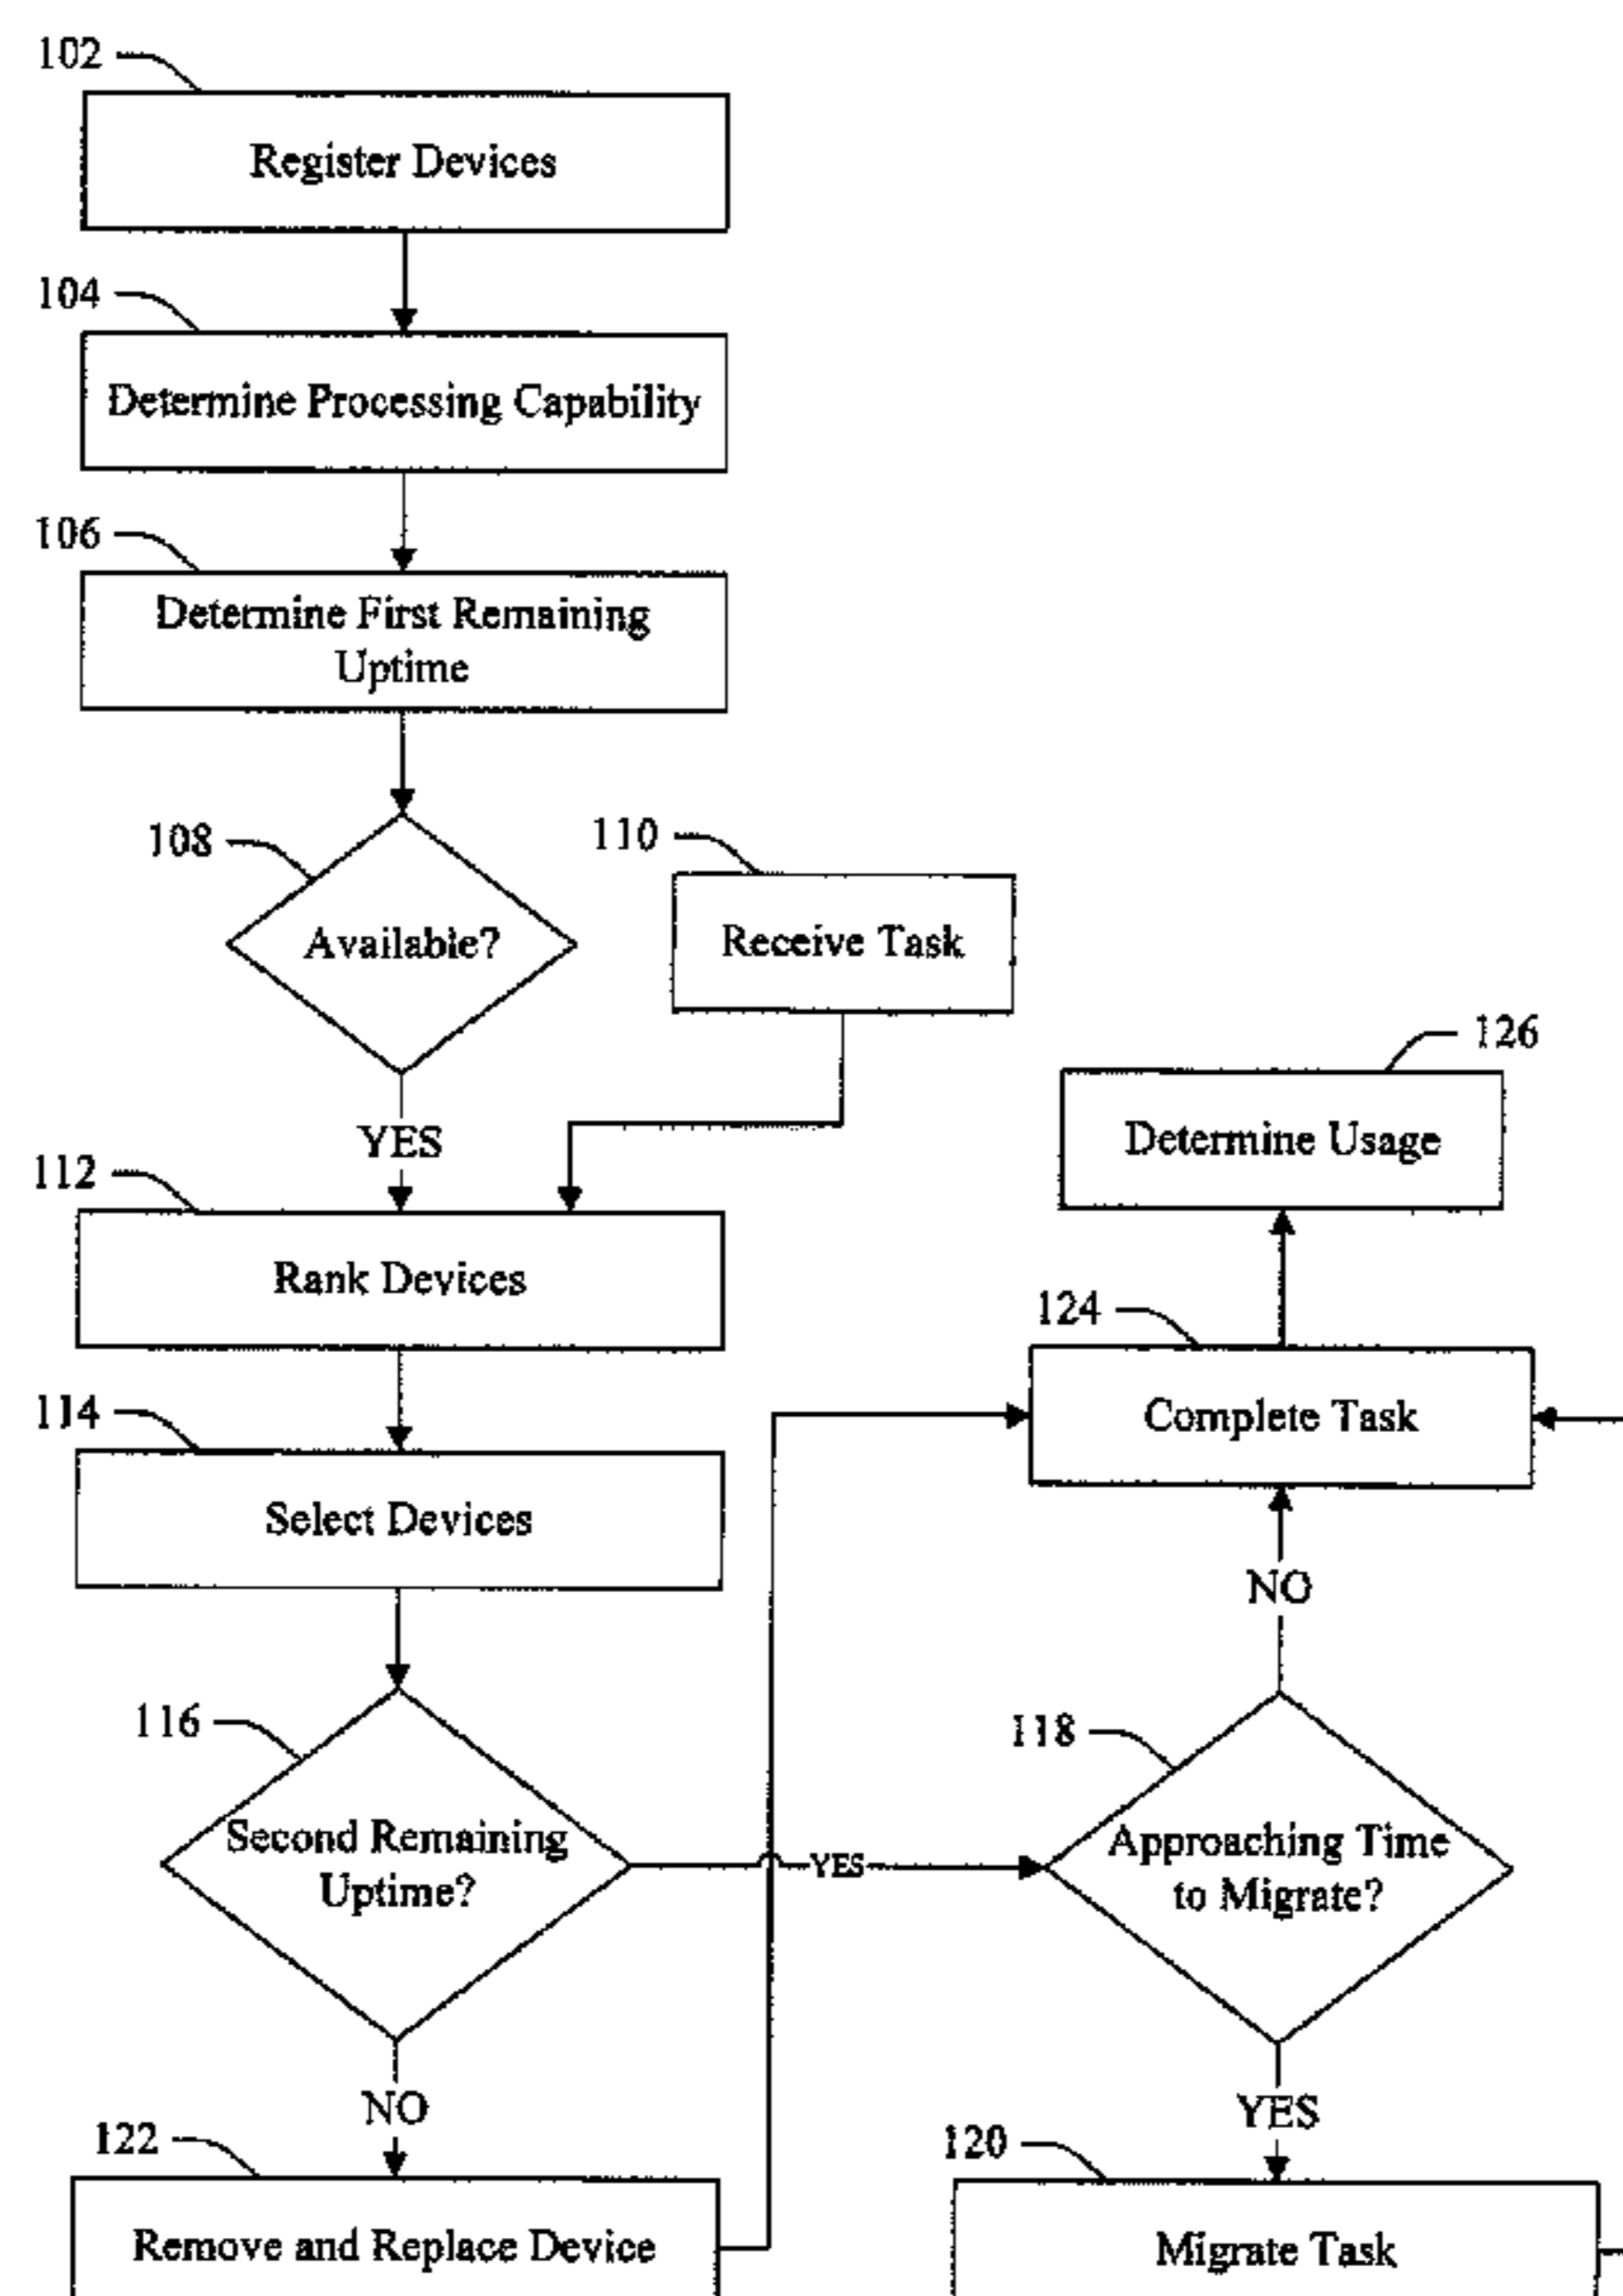 102
Register Devices
104
Determine Processing Capability
106
Determine First Remaining
Uptime
108
Available?
110
Receive Task
YES
126
Determine Usage
112
Rank Devices
124
Complete Task
114
Select Devices
NO
116
Second Remaining
Uptime?
YES
118
Approaching Time
to Migrate?
NO
122
Remove and Replace Device
YES
120
Migrate Task